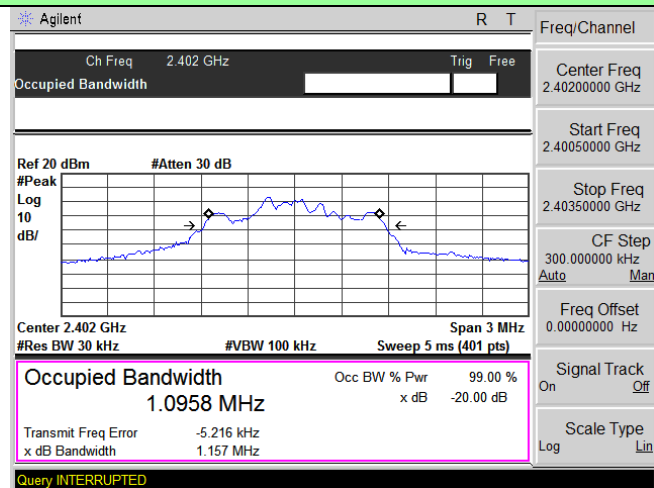 Agilent R T
Ch Freq 2.402 GHz Trig Free
Occupied Bandwidth
Ref 20 dBm #Atten 30 dB
#Peak
Log
10
dB/
Center 2.402 GHz Span 3 MHz
#Res BW 30 kHz #VBW 100 kHz Sweep 5 ms (401 pts)
Occupied Bandwidth Occ BW % Pwr 99.00 %
1.0958 MHz x dB -20.00 dB
Transmit Freq Error -5.216 kHz
x dB Bandwidth 1.157 MHz
Query INTERRUPTED
Freq/Channel
Center Freq
2.40200000 GHz
Start Freq
2.40050000 GHz
Stop Freq
2.40350000 GHz
CF Step
300.000000 kHz
Auto Man
Freq Offset
0.00000000 Hz
Signal Track
On Off
Scale Type
Log Lin